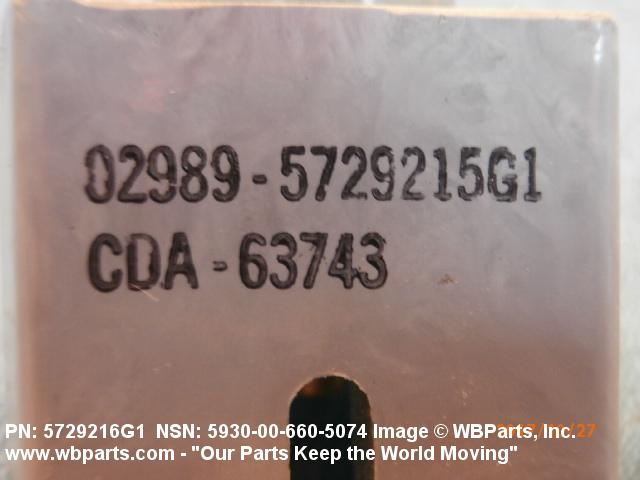 02989-5729215G1
CDA-63743
PN: 5729216G1 NSN: 5930-00-660-5074 Image © WBParts, Inc.
www.wbparts.com - "Our Parts Keep the World Moving"